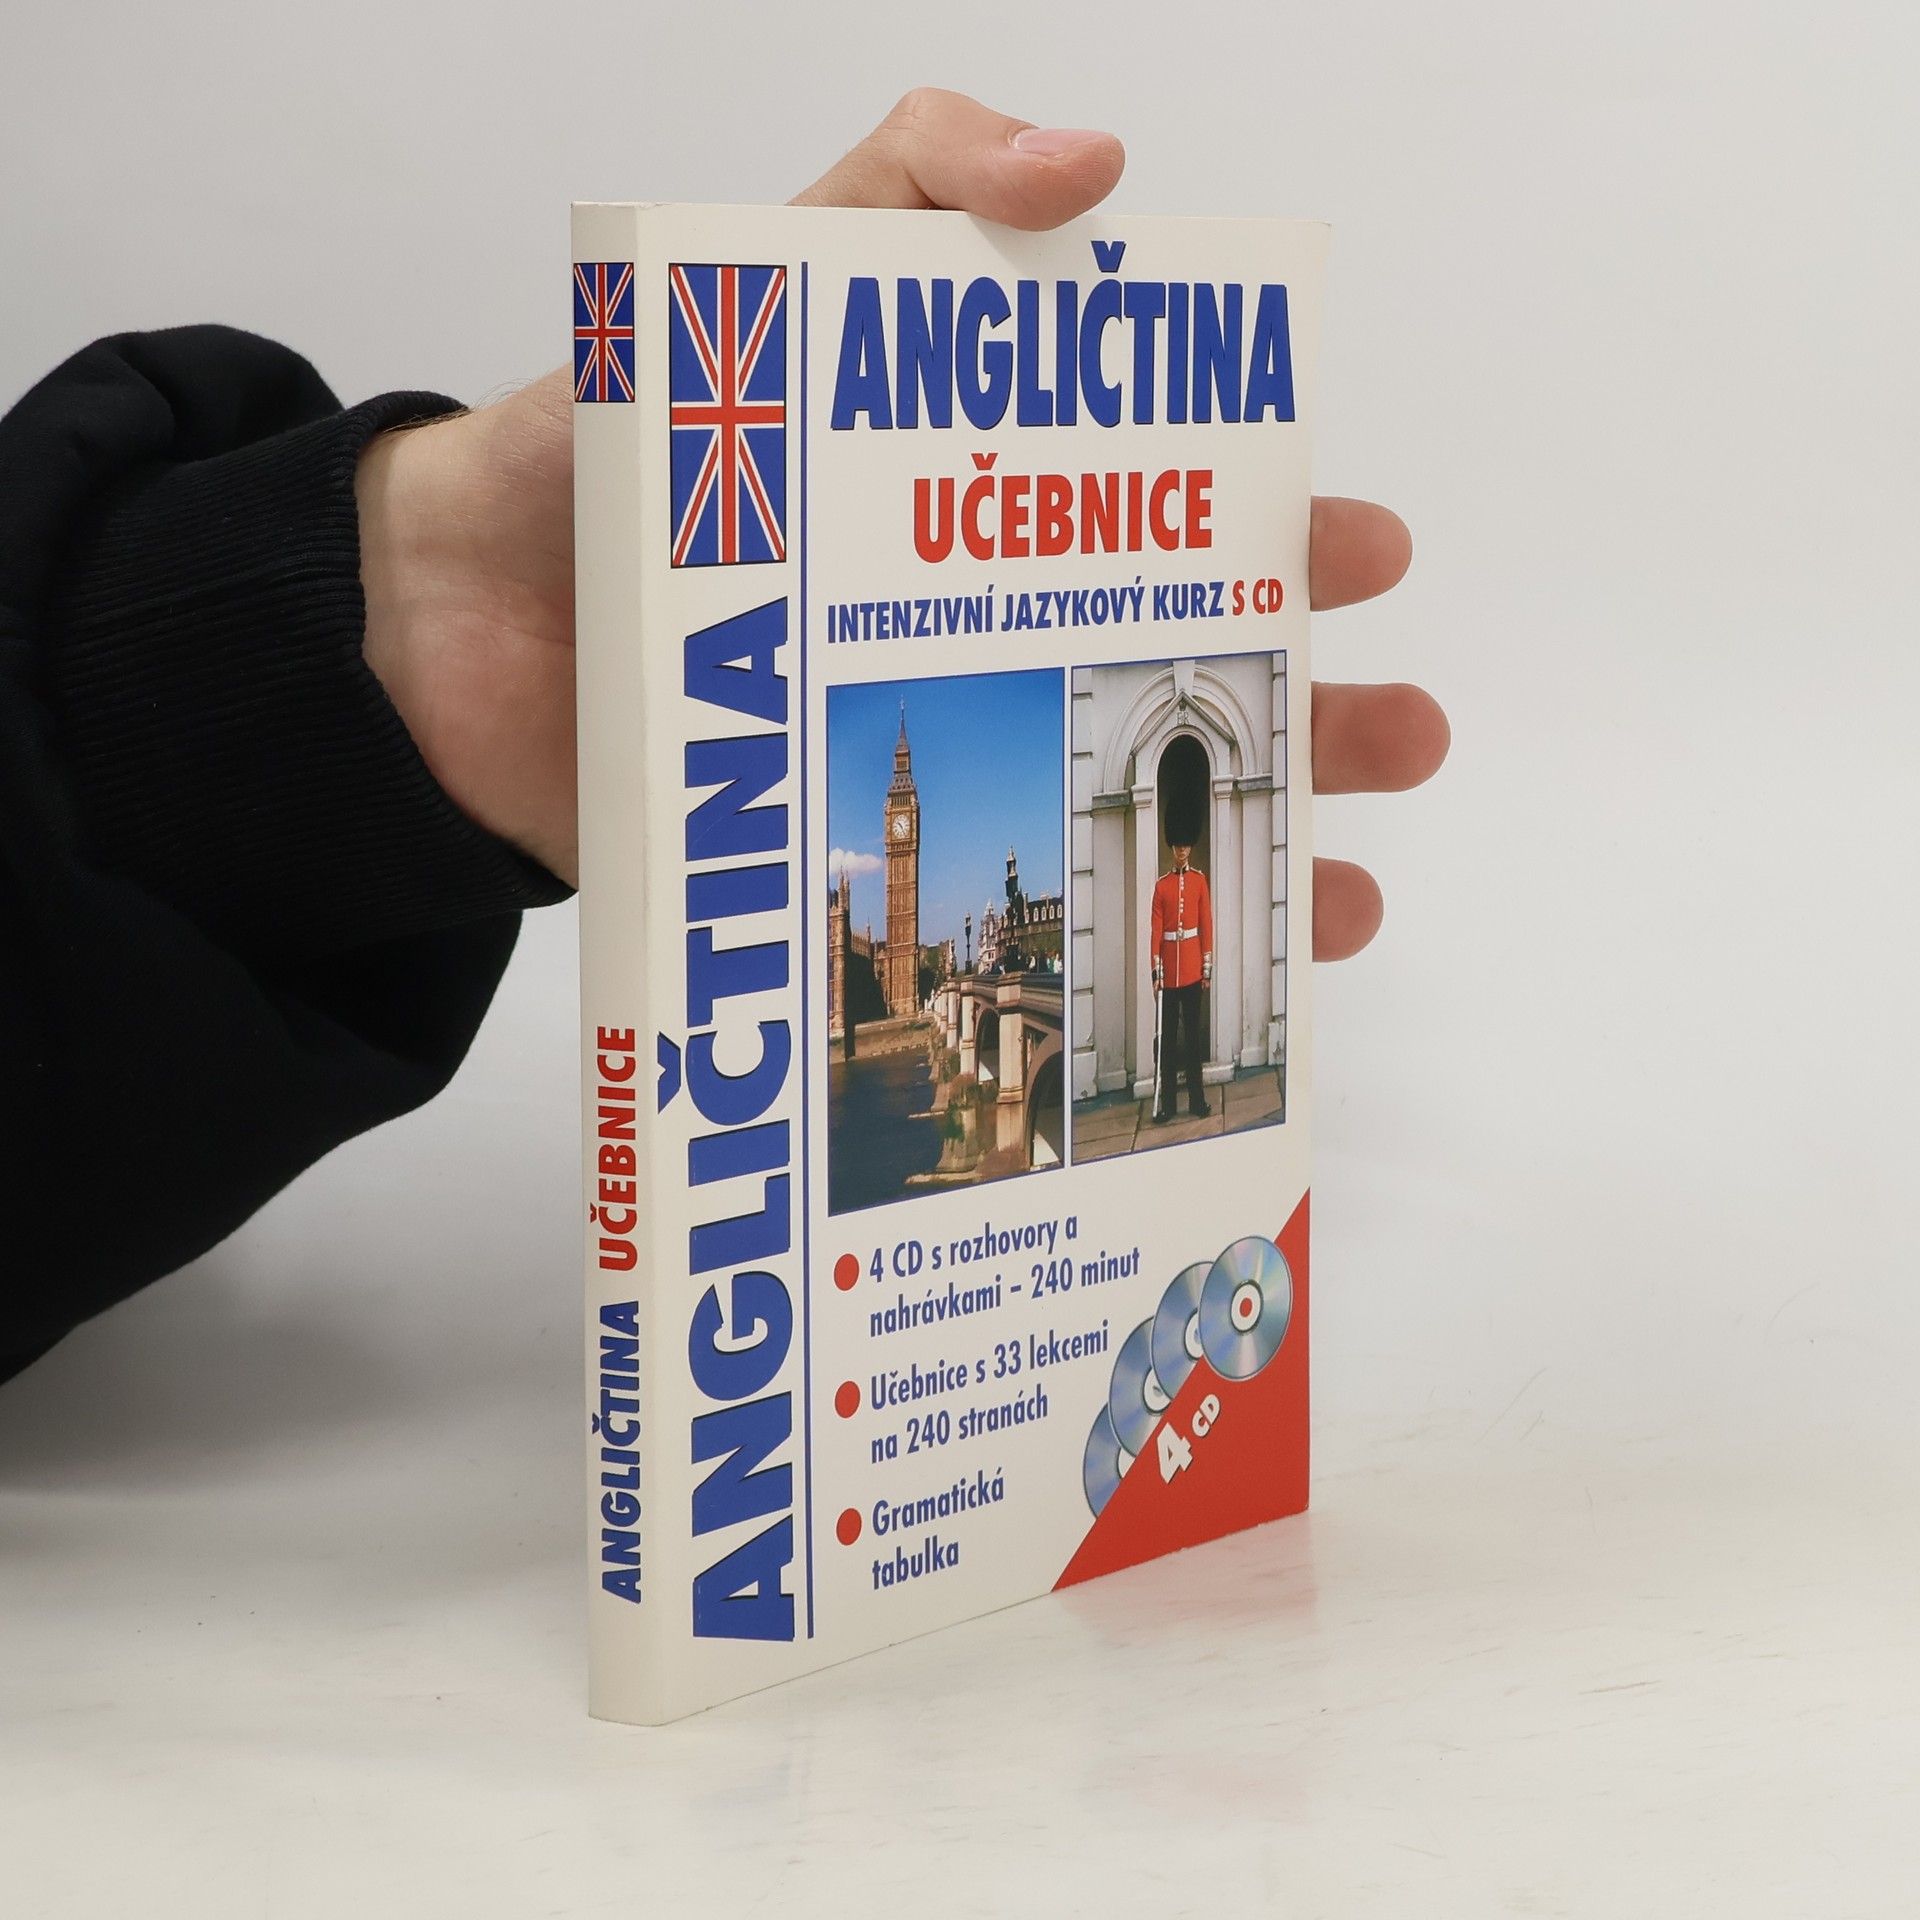 ANGLIČTINA UČEBNICE
ANGLIČTINA
ANGLIČTINA
UČEBNICE
INTENZIVNÍ JAZYKOVÝ KURZ S CD
ER
4 CD s rozhovory a
nahrávkami – 240 minut
Učebnice s 33 lekcemi
na 240 stranách
Gramatická
tabulka
4 CD